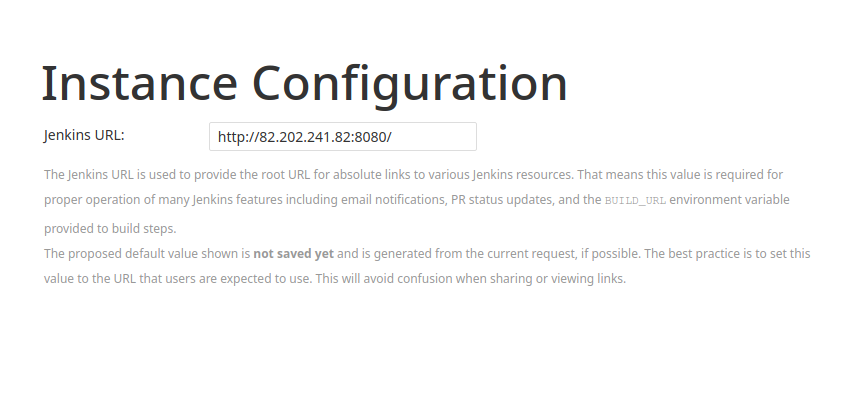 Instance Configuration
Jenkins URL: http://82.202.241.82:8080/
The Jenkins URL is used to provide the root URL for absolute links to various Jenkins resources. That means this value is required for
proper operation of many Jenkins features including email notifications, PR status updates, and the BUILD_URL environment variable
provided to build steps.
The proposed default value shown is not saved yet and is generated from the current request, if possible. The best practice is to set this
value to the URL that users are expected to use. This will avoid confusion when sharing or viewing links.